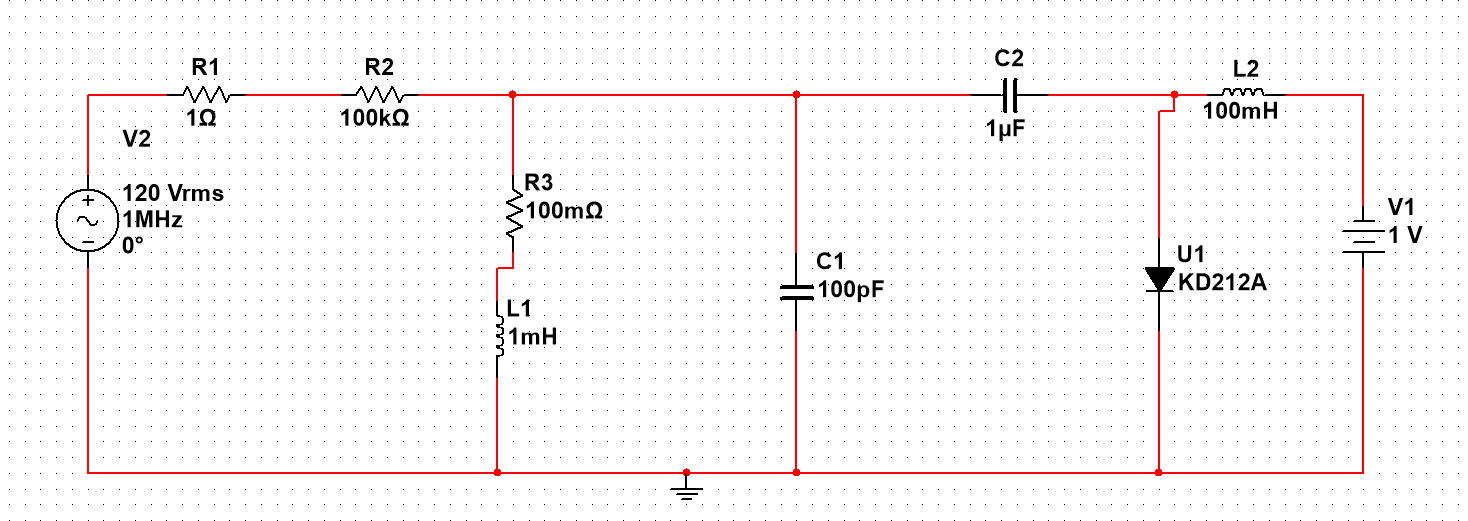 R1
1Ω
R2
100kΩ
V2
120 Vrms
1MHz
0°
R3
100mΩ
L1
1mH
C1
100pF
C2
1µF
L2
100mH
U1
KD212A
V1
1 V